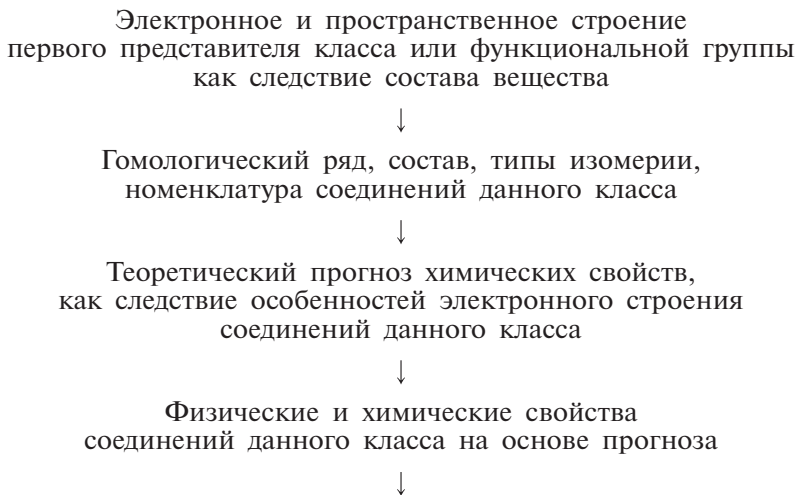 Электронное и пространственное строение
первого представителя класса или функциональной группы
как следствие состава вещества
↓
Гомологический ряд, состав, типы изомерии,
номенклатура соединений данного класса
↓
Теоретический прогноз химических свойств,
как следствие особенностей электронного строения
соединений данного класса
↓
Физические и химические свойства
соединений данного класса на основе прогноза
↓